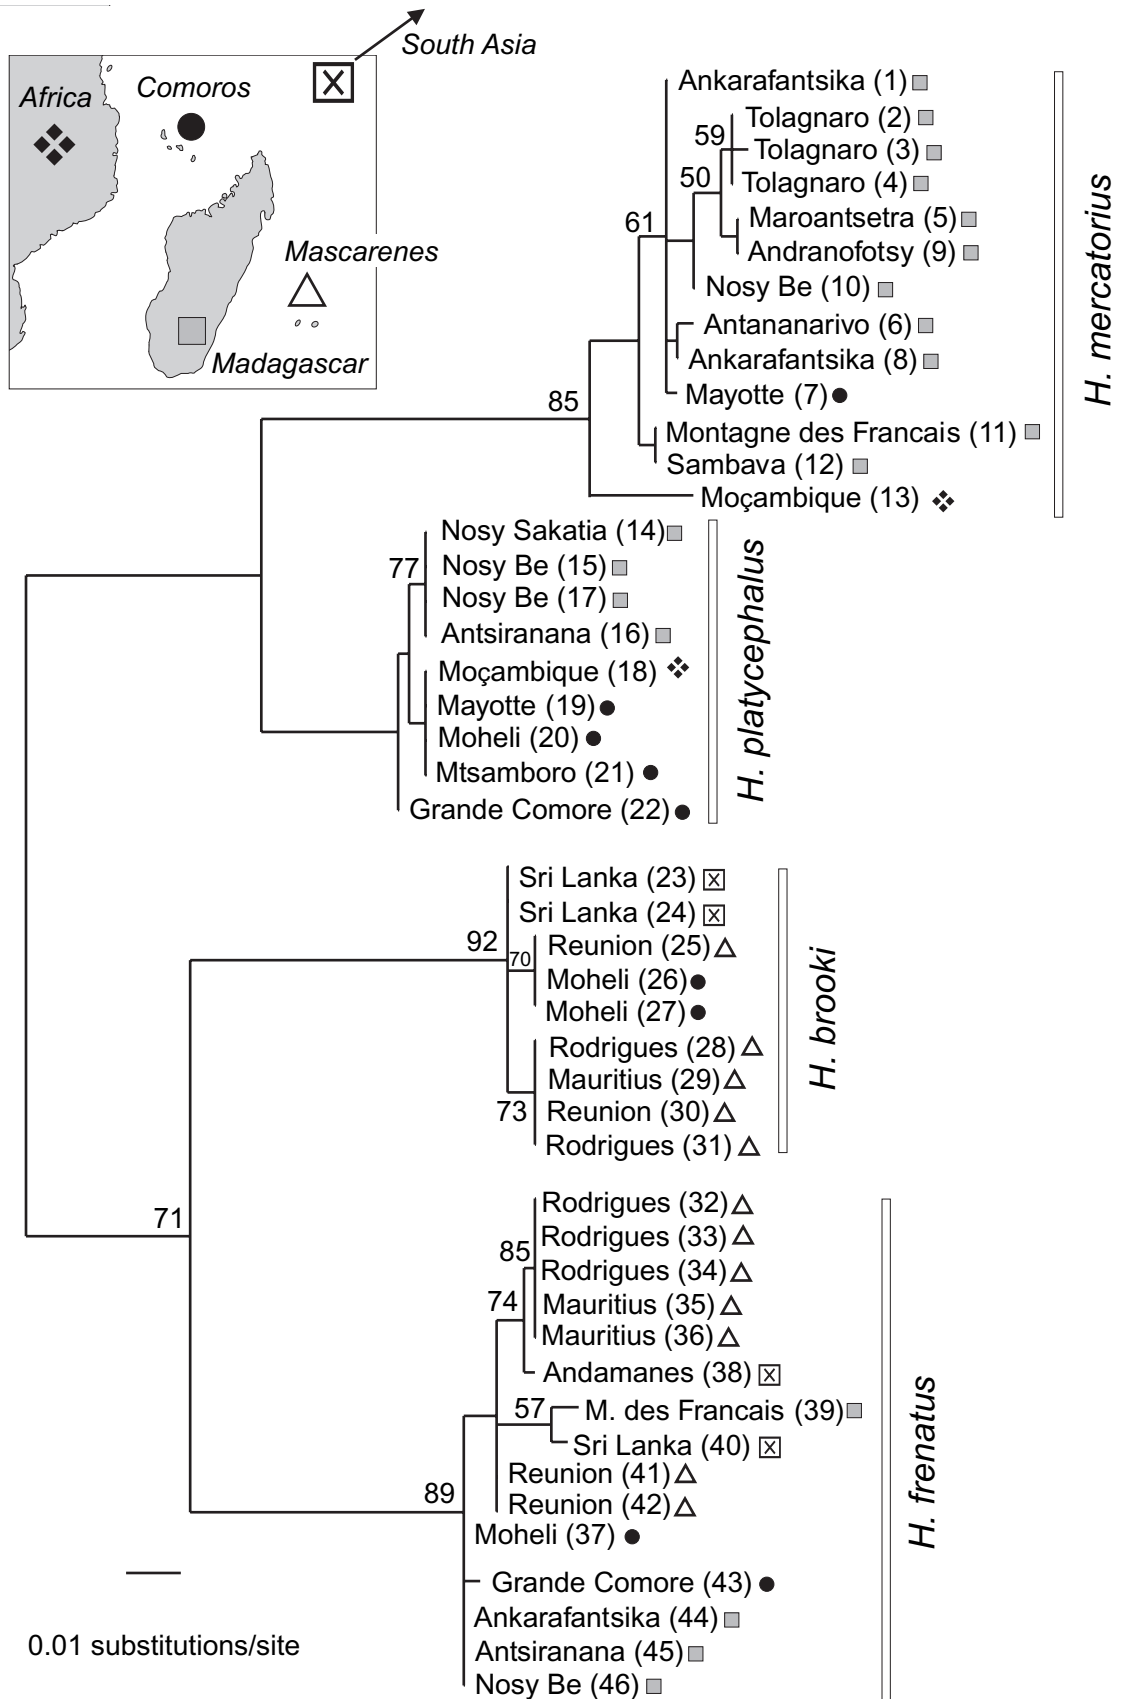 South Asia
Africa
Comoros
Mascarenes
Madagascar
Ankarafantsika (1)
Tolagnaro (2)
59
Tolagnaro (3)
50
Tolagnaro (4)
Maroantsetra (5)
61
Andranofotsy (9)
Nosy Be (10)
Antananarivo (6)
Ankarafantsika (8)
85
Mayotte (7)
Montagne des Francais (11)
Sambava (12)
Moçambique (13)
H. mercatorius
Nosy Sakatia (14)
77
Nosy Be (15)
Nosy Be (17)
Antsiranana (16)
Moçambique (18)
Mayotte (19)
Moheli (20)
Mtsamboro (21)
Grande Comore (22)
H. platycephalus
Sri Lanka (23)
Sri Lanka (24)
92
70
Reunion (25)
Moheli (26)
Moheli (27)
Rodrigues (28)
Mauritius (29)
73
Reunion (30)
Rodrigues (31)
H. brooki
71
Rodrigues (32)
85
Rodrigues (33)
Rodrigues (34)
74
Mauritius (35)
Mauritius (36)
Andamanes (38)
57
M. des Francais (39)
Sri Lanka (40)
Reunion (41)
89
Reunion (42)
Moheli (37)
Grande Comore (43)
Ankarafantsika (44)
Antsiranana (45)
Nosy Be (46)
H. frenatus
0.01 substitutions/site